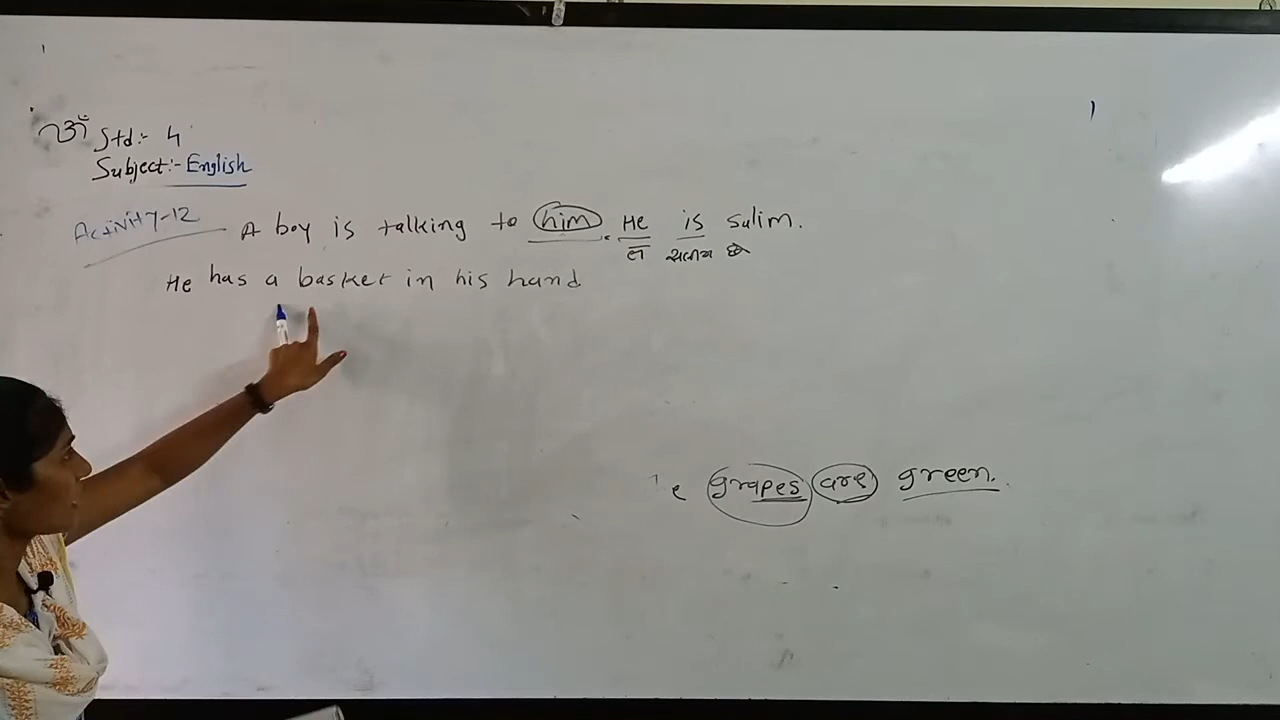 ૐ Std:- 4
Subject:- English
Activity-12 A boy is talking to him. He is Salim.
તે સલીમ છે
He has a basket in his hand
e grapes are green.